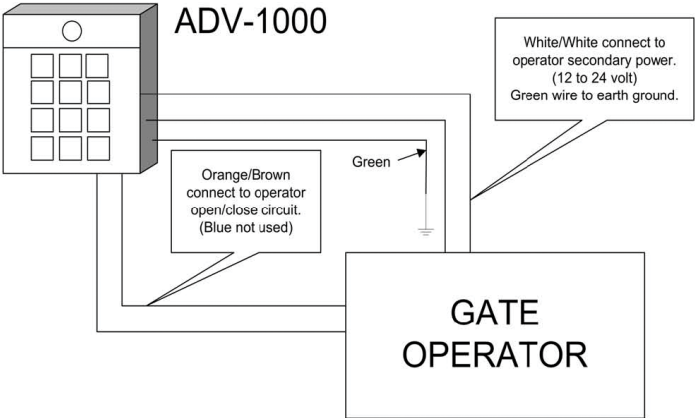 ADV-1000
White/White connect to
operator secondary power.
(12 to 24 volt)
Green wire to earth ground.
Green
Orange/Brown
connect to operator
open/close circuit.
(Blue not used)
GATE
OPERATOR